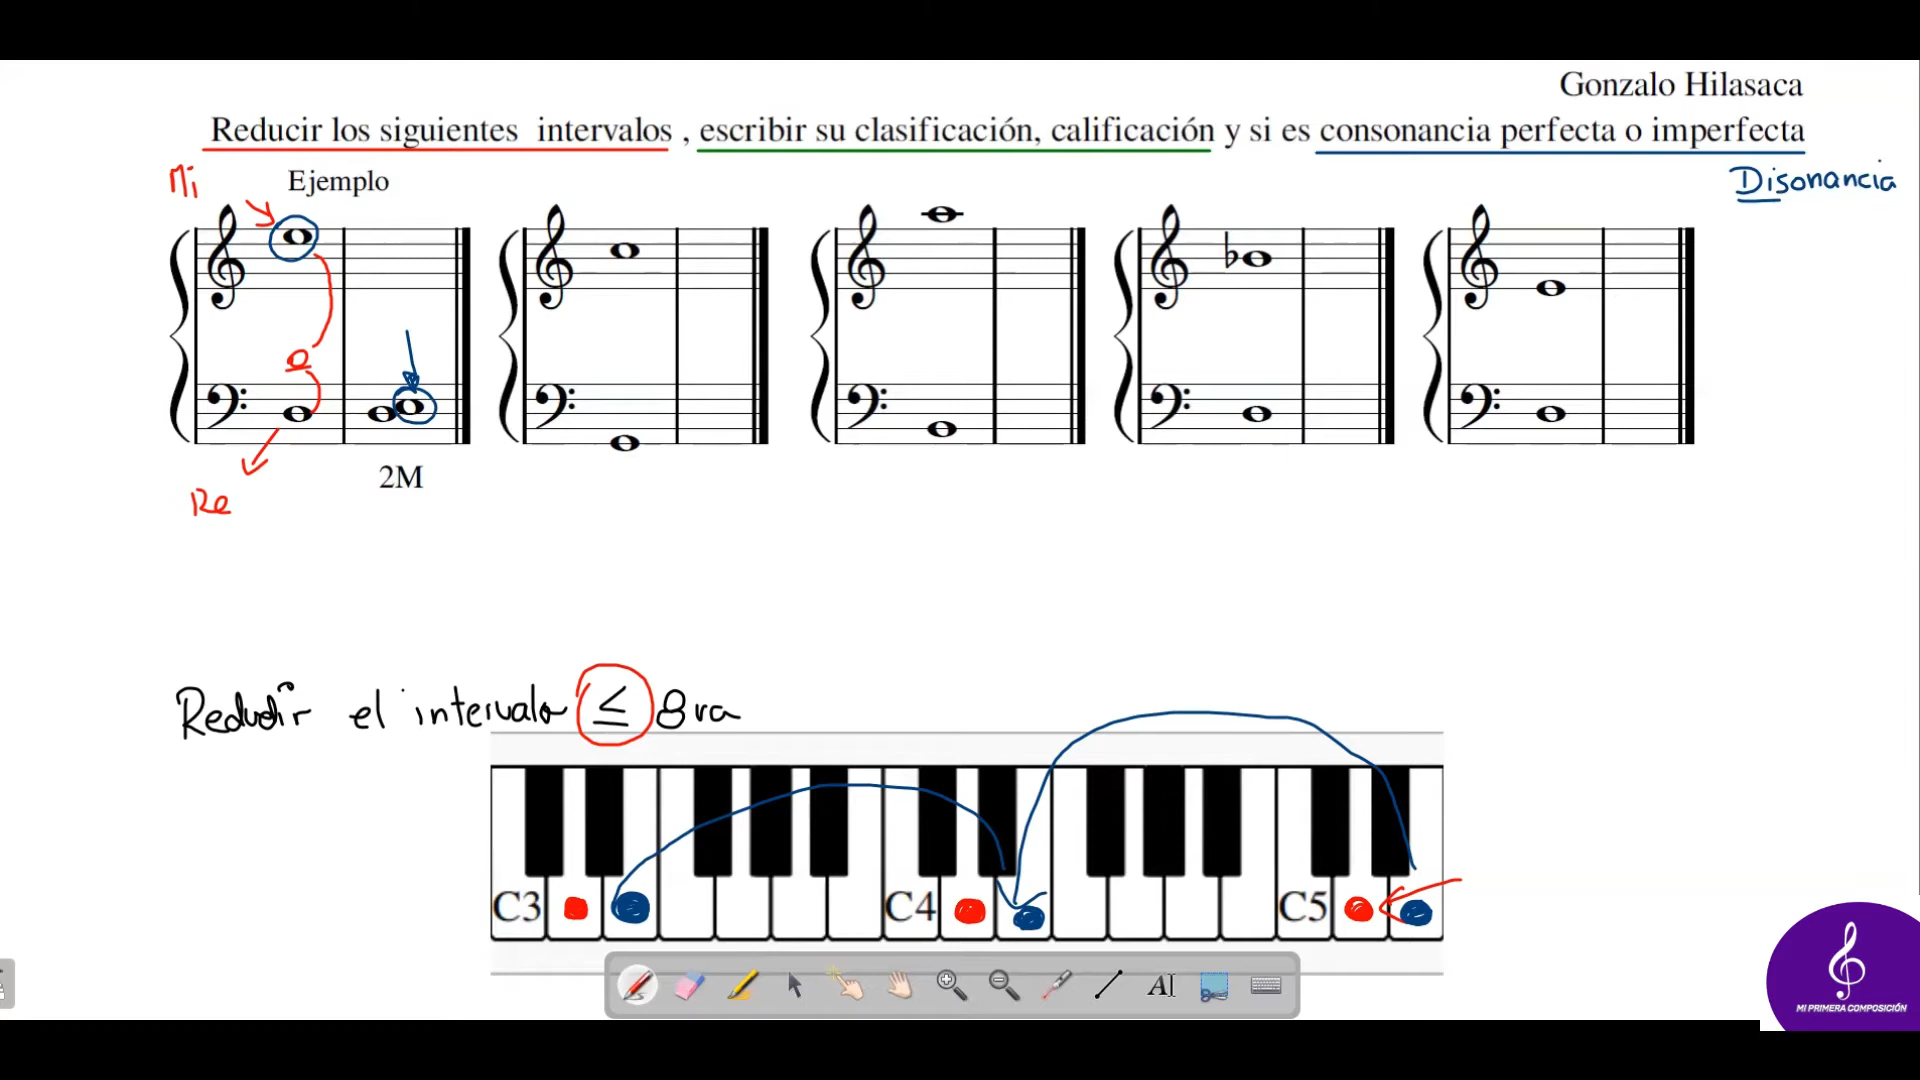 Gonzalo Hilasaca
Reducir los siguientes intervalos , escribir su clasificación, calificación y si es consonancia perfecta o imperfecta
Mi
Ejemplo
Disonancia
2M
Re
Reducir el intervalo ≤ 8va
C3
C4
C5
AI
MI PRIMERA COMPOSICIÓN